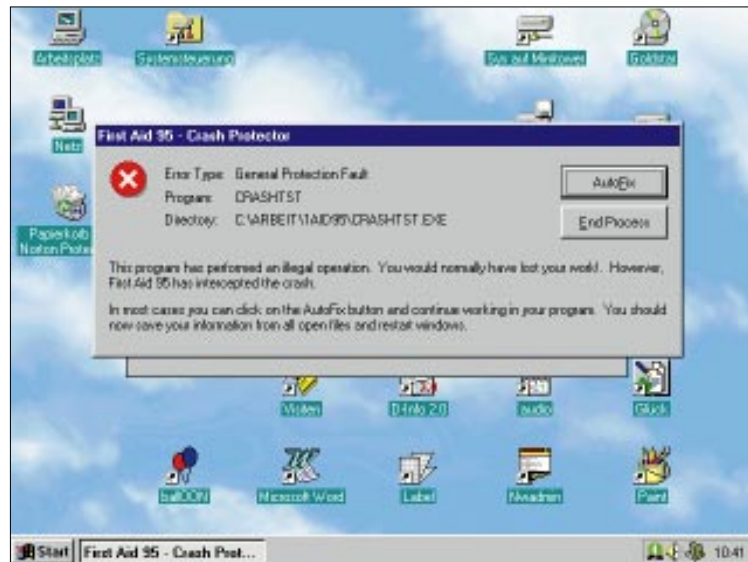 Arbeitsplatz
Systemsteuerung
Sys auf Minitower
Goldstar
Netz
Papierkorb
First Aid 95 - Crash Protector
Error Type: General Protection Fault
Program: CRASHTST
Directory: C:\ARBEIT\1AID95\CRASHTST.EXE
AutoFix
End Process
This program has performed an illegal operation. You would normally have lost your work!. However,
First Aid 95 has intercepted the crash.
In most cases you can click on the AutoFix button and continue working in your program. You should
now save your information from all open files and restart windows.
Visiten
D-Info 2.0
audio
Glück
ballOON
Microsoft Word
Label
Nwadmin
Paint
Start
First Aid 95 - Crash Prot...
10:41